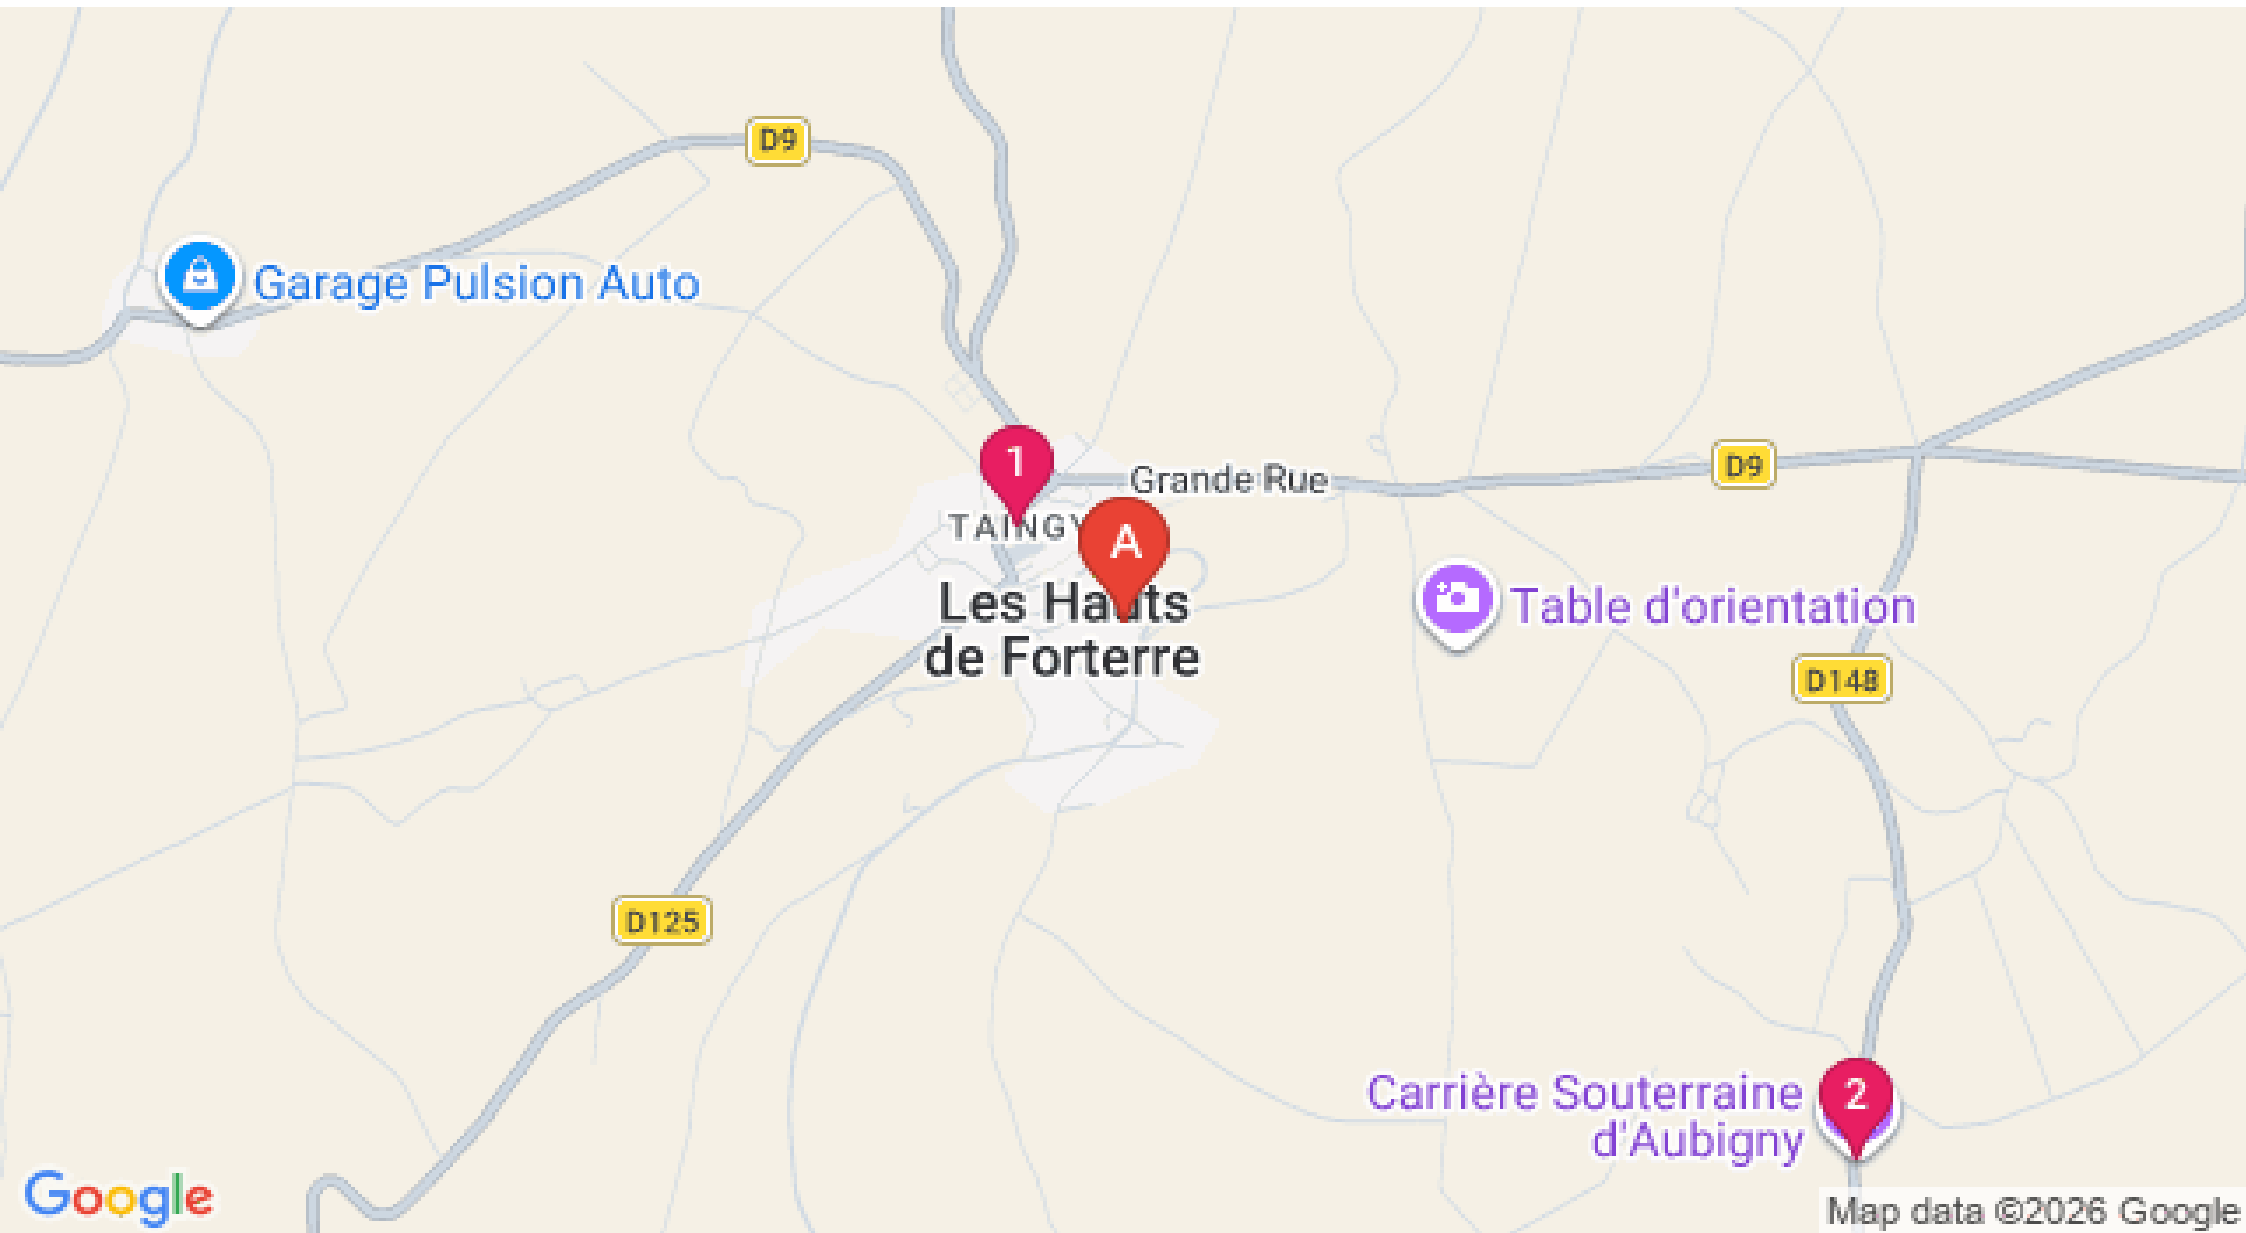 D9
Garage Pulsion Auto
1
Grande Rue
D9
TAINGY
A
Les Hauts
de Forterre
Table d'orientation
D148
D125
Carrière Souterraine
d'Aubigny
2
Google
Map data ©2026 Google